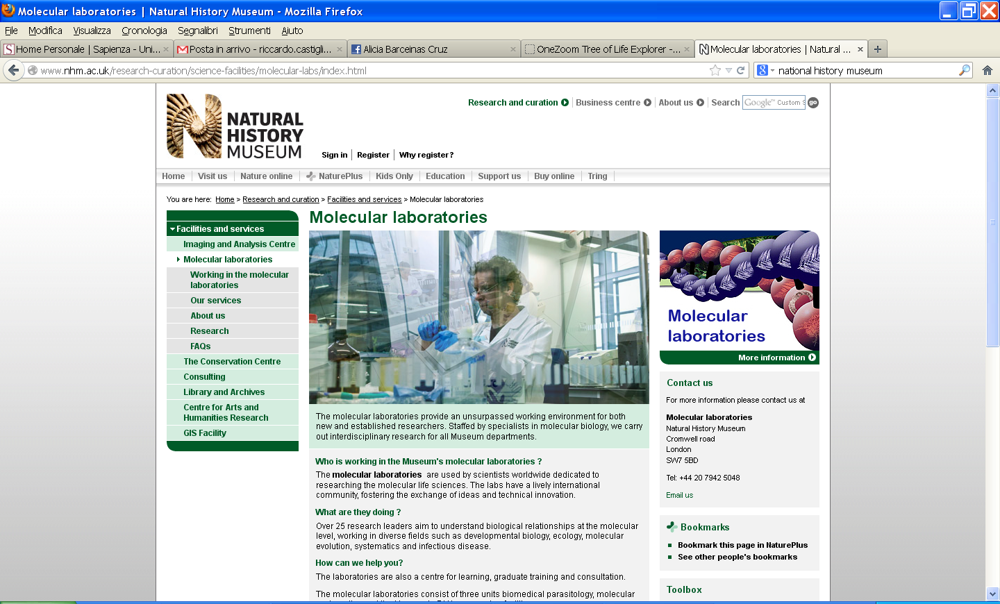 Molecular laboratories | Natural History Museum - Mozilla Firefox
File Modifica Visualizza Cronologia Segnalibri Strumenti Aiuto
Home Personale | Sapienza - Uni... Posta in arrivo - riccardo.castigli... Alicia Barceinas Cruz OneZoom Tree of Life Explorer -... Molecular laboratories | Natural ...
www.nhm.ac.uk/research-curation/science-facilities/molecular-labs/index.html national history museum
NATURAL
HISTORY
MUSEUM
Research and curation Business centre About us Search Google™ Custom S go
Sign in Register Why register?
Home Visit us Nature online NaturePlus Kids Only Education Support us Buy online Tring
You are here: Home > Research and curation > Facilities and services > Molecular laboratories
Facilities and services
Imaging and Analysis Centre
Molecular laboratories
Working in the molecular
laboratories
Our services
About us
Research
FAQs
The Conservation Centre
Consulting
Library and Archives
Centre for Arts and
Humanities Research
GIS Facility
Molecular laboratories
The molecular laboratories provide an unsurpassed working environment for both
new and established researchers. Staffed by specialists in molecular biology, we carry
out interdisciplinary research for all Museum departments.
Who is working in the Museum's molecular laboratories ?
The molecular laboratories are used by scientists worldwide dedicated to
researching the molecular life sciences. The labs have a lively international
community, fostering the exchange of ideas and technical innovation.
What are they doing ?
Over 25 research leaders aim to understand biological relationships at the molecular
level, working in diverse fields such as developmental biology, ecology, molecular
evolution, systematics and infectious disease.
How can we help you?
The laboratories are also a centre for learning, graduate training and consultation.
The molecular laboratories consist of three units biomedical parasitology, molecular
Molecular
laboratories
More information
Contact us
For more information please contact us at
Molecular laboratories
Natural History Museum
Cromwell road
London
SW7 5BD
Tel: +44 20 7942 5048
Email us
Bookmarks
Bookmark this page in NaturePlus
See other people's bookmarks
Toolbox